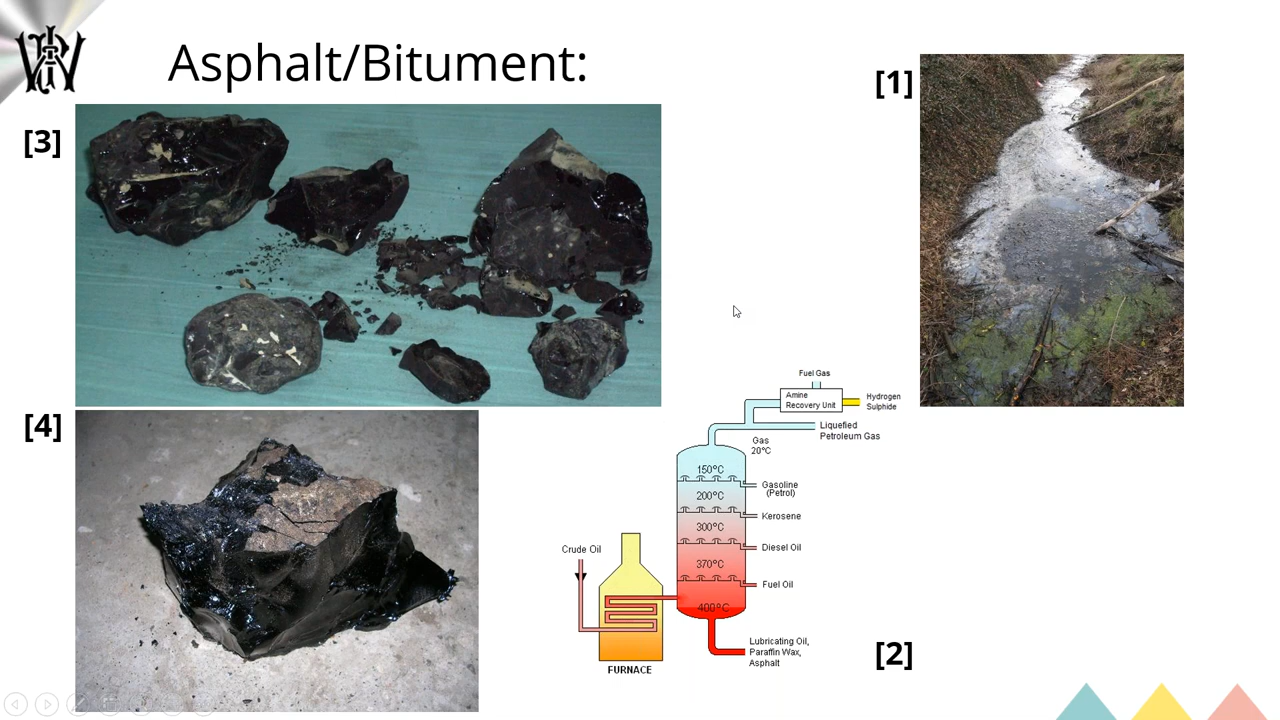 Asphalt/Bitument:
[1]
[3]
[4]
Fuel Gas
Amine
Recovery Unit
Hydrogen
Sulphide
Liquefied
Petroleum Gas
Gas
20°C
150°C
Gasoline
(Petrol)
200°C
Kerosene
300°C
Diesel Oil
Crude Oil
370°C
Fuel Oil
400°C
Lubricating Oil,
Paraffin Wax,
Asphalt
FURNACE
[2]